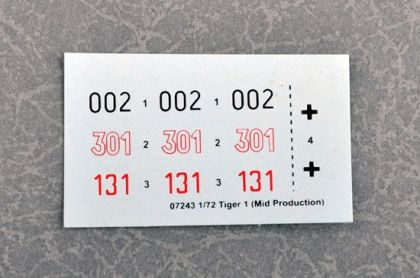 002 1 002 1 002
301 2 301 2 301 4
131 3 131 3 131
07243 1/72 Tiger 1 (Mid Production)